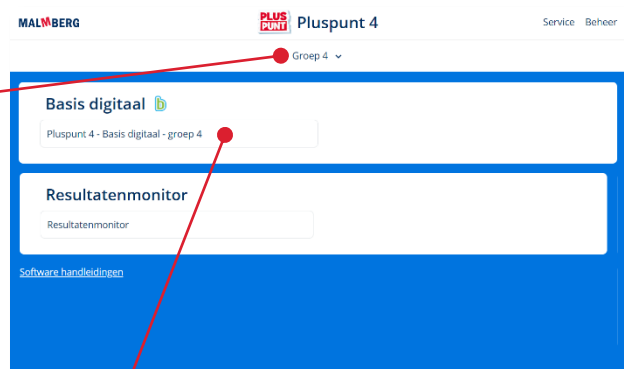 MALMBERG
PLUS
PUNT
Pluspunt 4
Service Beheer
Groep 4
Basis digitaal b
Pluspunt 4 - Basis digitaal - groep 4
Resultatenmonitor
Resultatenmonitor
Software handleidingen